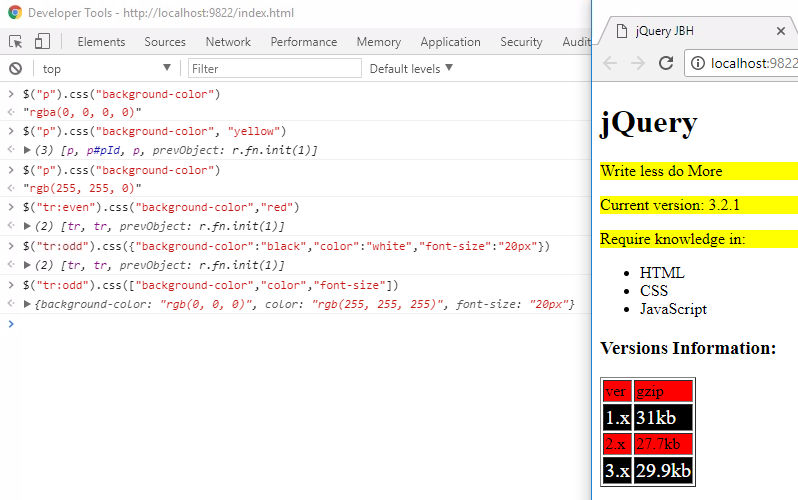 Developer Tools - http://localhost:9822/index.html
Elements Sources Network Performance Memory Application Security Audit
top ▼ Filter Default levels ▼
> $("p").css("background-color")
"rgba(0, 0, 0, 0)"
> $("p").css("background-color", "yellow")
▶ (3) [p, p#pId, p, prevObject: r.fn.init(1)]
> $("p").css("background-color")
"rgb(255, 255, 0)"
> $("tr:even").css("background-color","red")
▶ (2) [tr, tr, prevObject: r.fn.init(1)]
> $("tr:odd").css({"background-color":"black","color":"white","font-size":"20px"})
▶ (2) [tr, tr, prevObject: r.fn.init(1)]
> $("tr:odd").css(["background-color","color","font-size"])
▶ {background-color: "rgb(0, 0, 0)", color: "rgb(255, 255, 255)", font-size: "20px"}
>
jQuery JBH
localhost:9822
jQuery
Write less do More
Current version: 3.2.1
Require knowledge in:
• HTML
• CSS
• JavaScript
Versions Information:
ver gzip
1.x 31kb
2.x 27.7kb
3.x 29.9kb